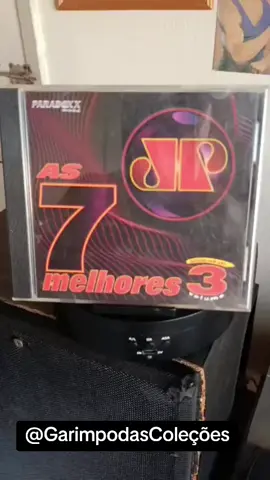 PARADOXX
JP
AS
7
melhores
3
volume
@GarimpodasColeções